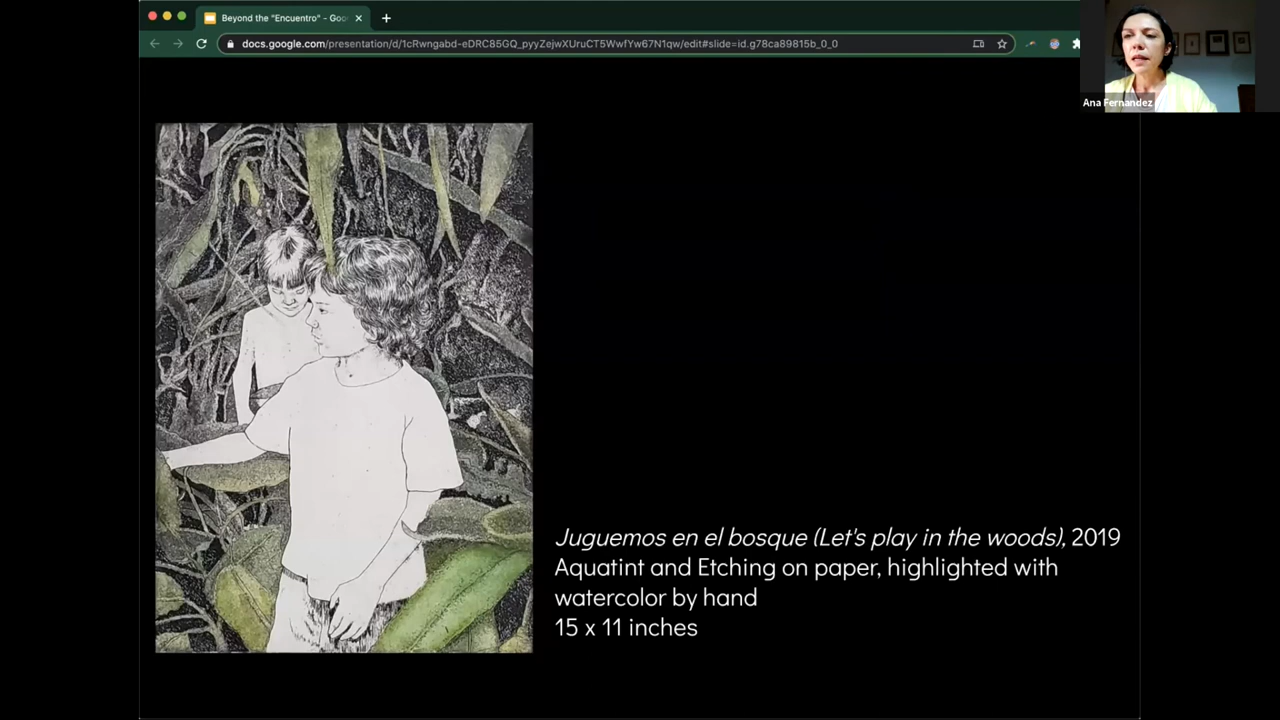 Beyond the "Encuentro" - Goo
docs.google.com/presentation/d/1cRwngabd-eDRC85GQ_pyyZejwXUruCT5WwfYw67N1qw/edit#slide=id.g78ca89815b_0_0
Ana Fernandez
Juguemos en el bosque (Let's play in the woods), 2019
Aquatint and Etching on paper, highlighted with
watercolor by hand
15 x 11 inches